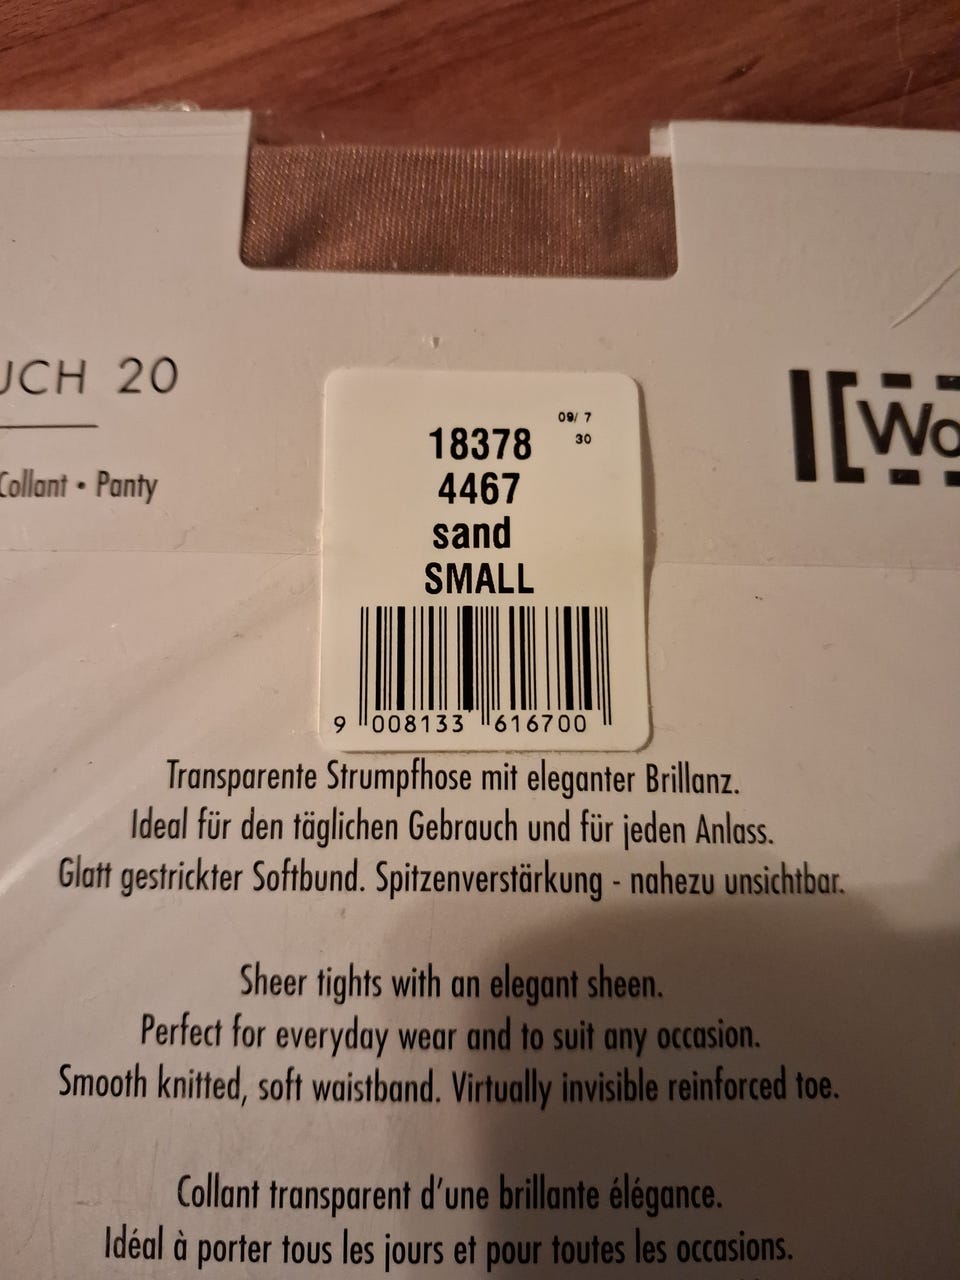 UCH 20
Collant • Panty
Wo
09/ 7
30
18378
4467
sand
SMALL
9 008133 616700
Transparente Strumpfhose mit eleganter Brillanz.
Ideal für den täglichen Gebrauch und für jeden Anlass.
Glatt gestrickter Softbund. Spitzenverstärkung - nahezu unsichtbar.
Sheer tights with an elegant sheen.
Perfect for everyday wear and to suit any occasion.
Smooth knitted, soft waistband. Virtually invisible reinforced toe.
Collant transparent d'une brillante élégance.
Idéal à porter tous les jours et pour toutes les occasions.